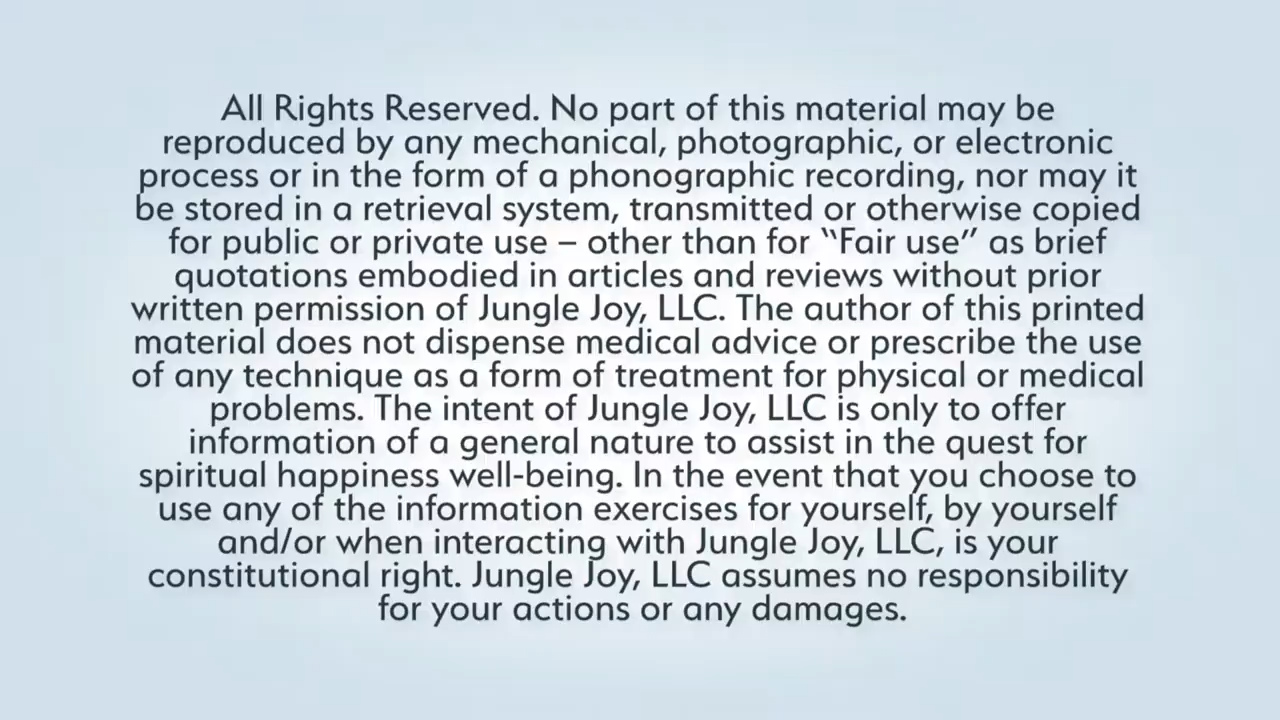 All Rights Reserved. No part of this material may be
reproduced by any mechanical, photographic, or electronic
process or in the form of a phonographic recording, nor may it
be stored in a retrieval system, transmitted or otherwise copied
for public or private use – other than for “Fair use” as brief
quotations embodied in articles and reviews without prior
written permission of Jungle Joy, LLC. The author of this printed
material does not dispense medical advice or prescribe the use
of any technique as a form of treatment for physical or medical
problems. The intent of Jungle Joy, LLC is only to offer
information of a general nature to assist in the quest for
spiritual happiness well-being. In the event that you choose to
use any of the information exercises for yourself, by yourself
and/or when interacting with Jungle Joy, LLC, is your
constitutional right. Jungle Joy, LLC assumes no responsibility
for your actions or any damages.